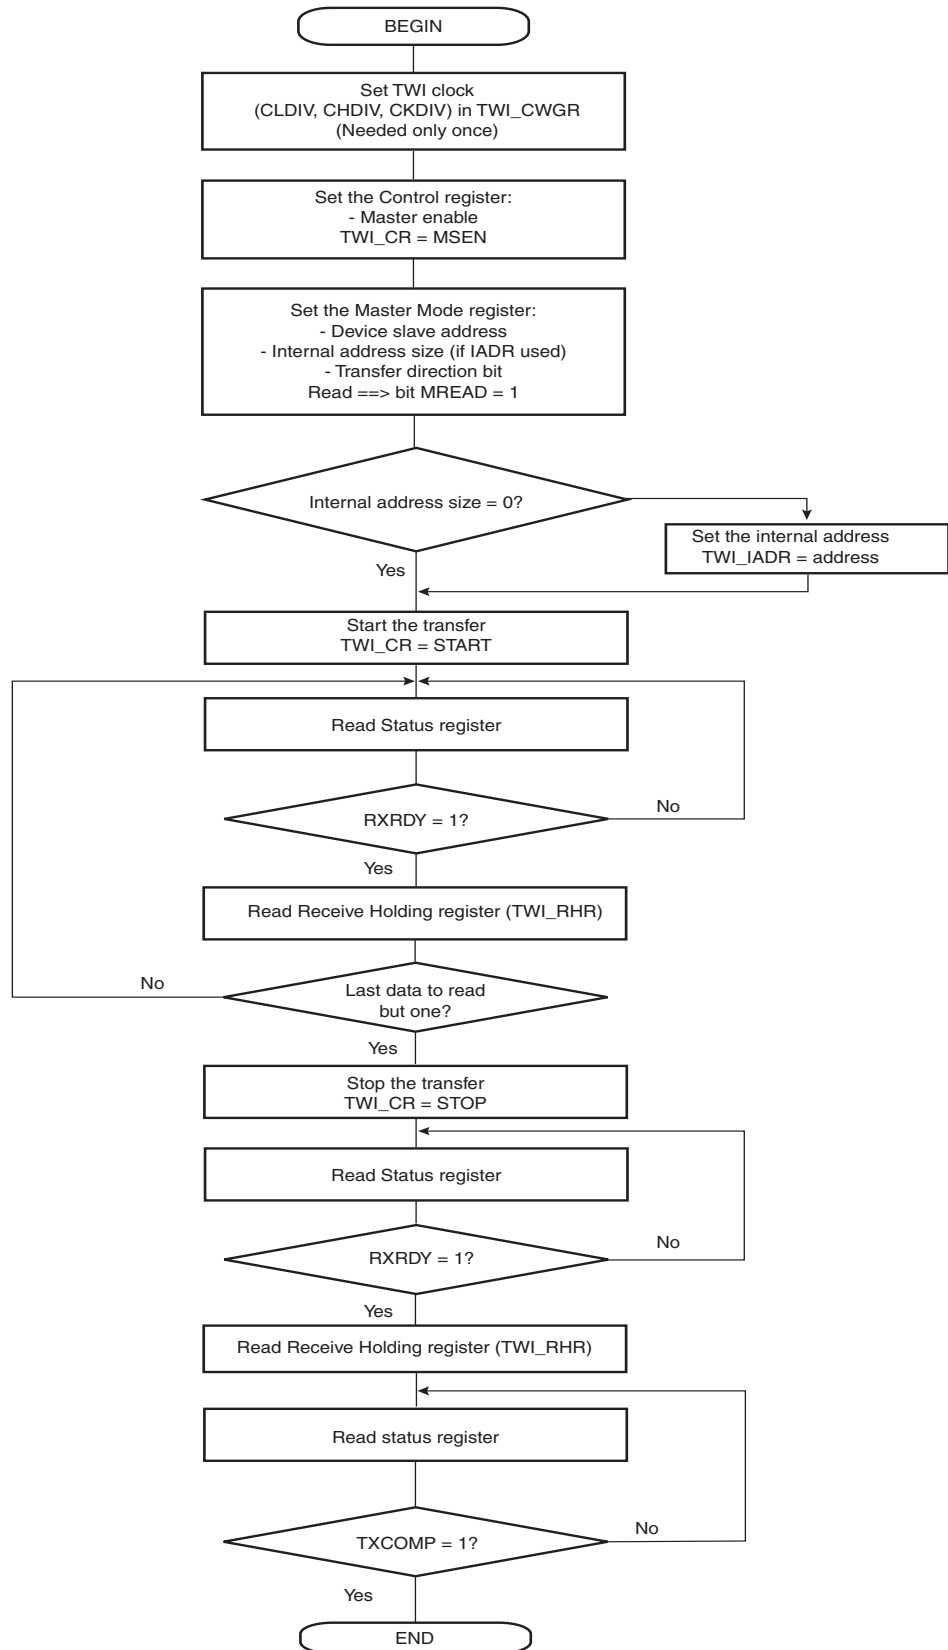 BEGIN
Set TWI clock
(CLDIV, CHDIV, CKDIV) in TWI_CWGR
(Needed only once)
Set the Control register:
- Master enable
TWI_CR = MSEN
Set the Master Mode register:
- Device slave address
- Internal address size (if IADR used)
- Transfer direction bit
Read ==> bit MREAD = 1
Internal address size = 0?
Set the internal address
TWI_IADR = address
Yes
Start the transfer
TWI_CR = START
Read Status register
RXRDY = 1?
No
Yes
Read Receive Holding register (TWI_RHR)
No
Last data to read
but one?
Yes
Stop the transfer
TWI_CR = STOP
Read Status register
RXRDY = 1?
No
Yes
Read Receive Holding register (TWI_RHR)
Read status register
TXCOMP = 1?
No
Yes
END